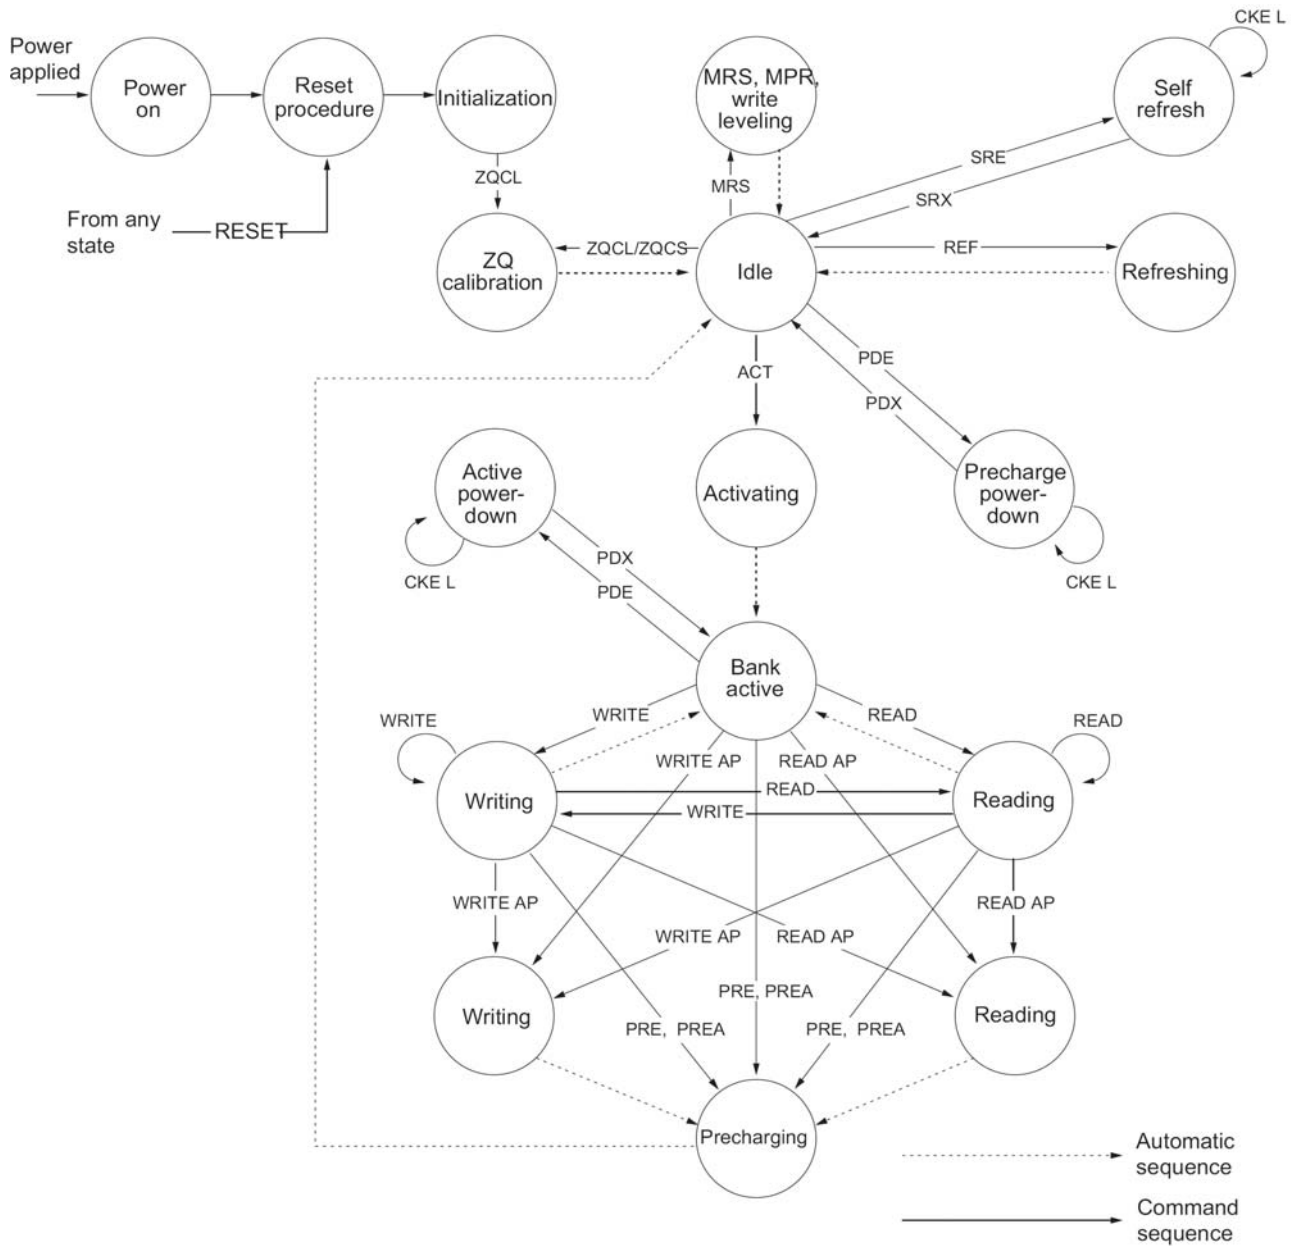 CKE L
Power
applied
Power
on
Reset
procedure
Initialization
MRS, MPR,
write
leveling
Self
refresh
ZQCL
MRS
SRE
SRX
From any
state
RESET
ZQ
calibration
ZQCL/ZQCS
Idle
REF
Refreshing
ACT
PDE
PDX
Active
power-
down
Activating
Precharge
power-
down
CKE L
PDX
PDE
CKE L
Bank
active
WRITE
WRITE
READ
READ
WRITE AP
READ AP
Writing
READ
WRITE
Reading
WRITE AP
READ AP
WRITE AP
READ AP
Writing
PRE, PREA
PRE, PREA
PRE, PREA
Reading
Precharging
Automatic
sequence
Command
sequence